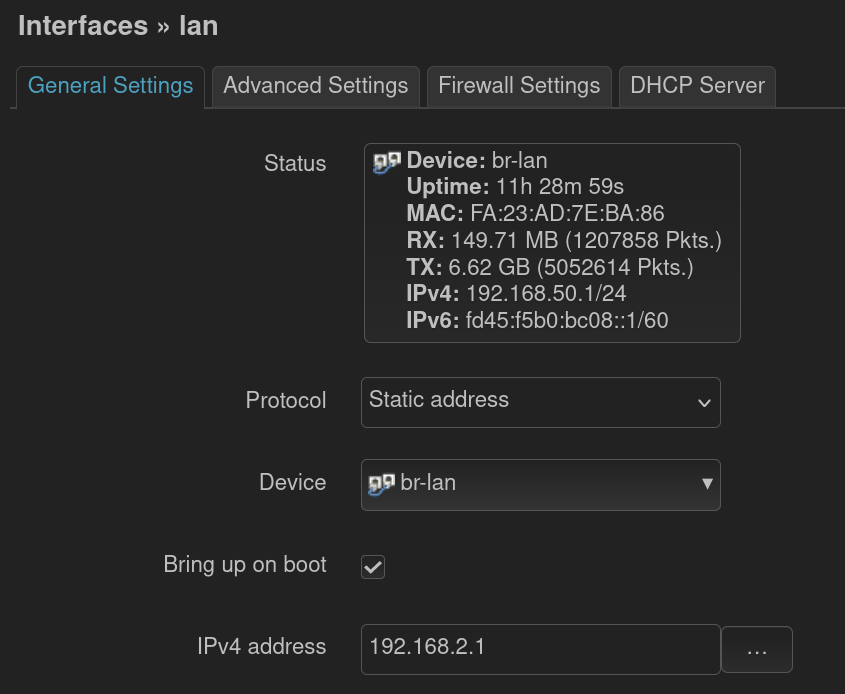 Interfaces » lan
General Settings
Advanced Settings
Firewall Settings
DHCP Server
Status
Device: br-lan
Uptime: 11h 28m 59s
MAC: FA:23:AD:7E:BA:86
RX: 149.71 MB (1207858 Pkts.)
TX: 6.62 GB (5052614 Pkts.)
IPv4: 192.168.50.1/24
IPv6: fd45:f5b0:bc08::1/60
Protocol
Static address
Device
br-lan
Bring up on boot
IPv4 address
192.168.2.1
...